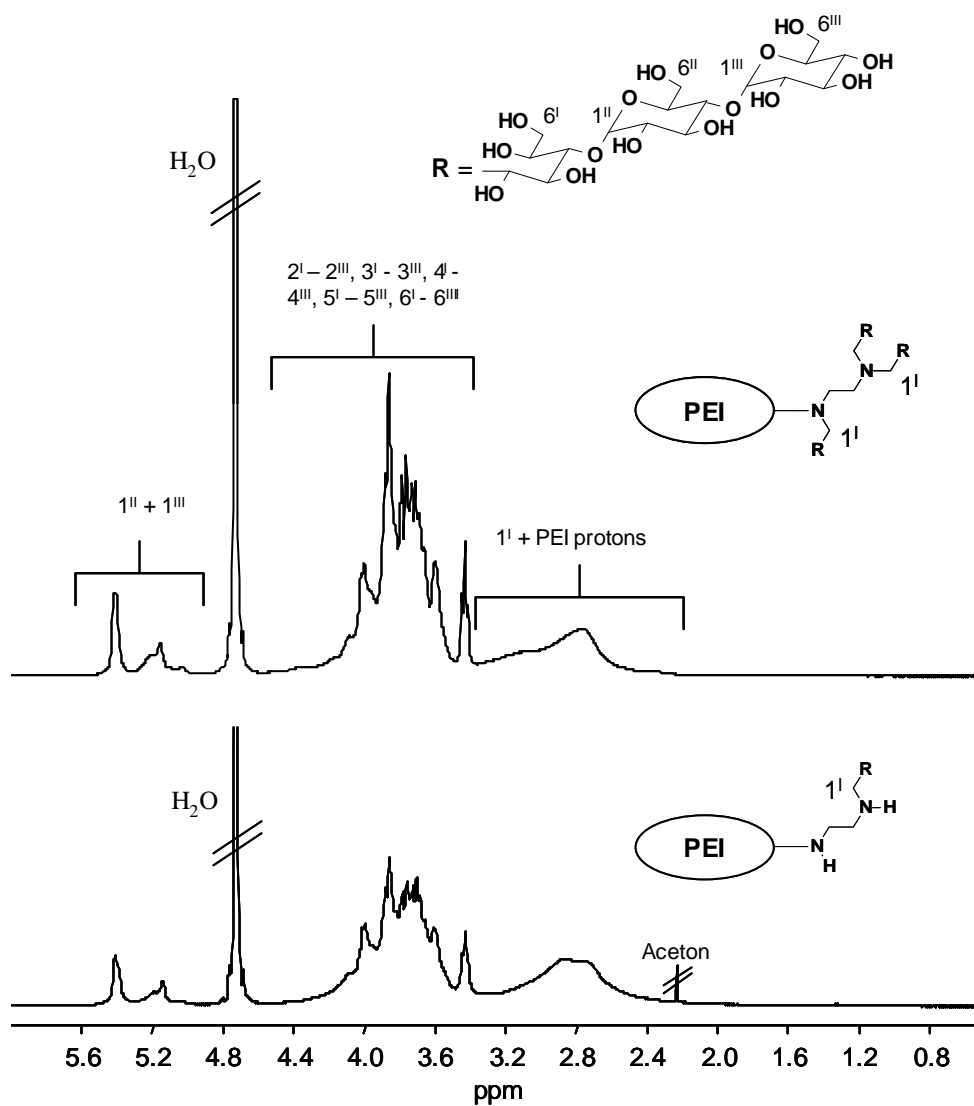 HO 6ᴵᴵᴵ
HO 6ᴵᴵ 1ᴵᴵᴵ O OH
HO 6ᴵ 1ᴵᴵ O O HO OH
HO O OH HO OH
R = OH HO
HO OH
H₂O
2ᴵ – 2ᴵᴵᴵ, 3ᴵ - 3ᴵᴵᴵ, 4ᴵ -
4ᴵᴵᴵ, 5ᴵ – 5ᴵᴵᴵ, 6ᴵ - 6ᴵᴵᴵ
R R
N 1ᴵ
PEI N
1ᴵ
R
1ᴵᴵ + 1ᴵᴵᴵ
1ᴵ + PEI protons
H₂O
R
1ᴵ
N-H
PEI N
H
Aceton
5.6 5.2 4.8 4.4 4.0 3.6 3.2 2.8 2.4 2.0 1.6 1.2 0.8
ppm